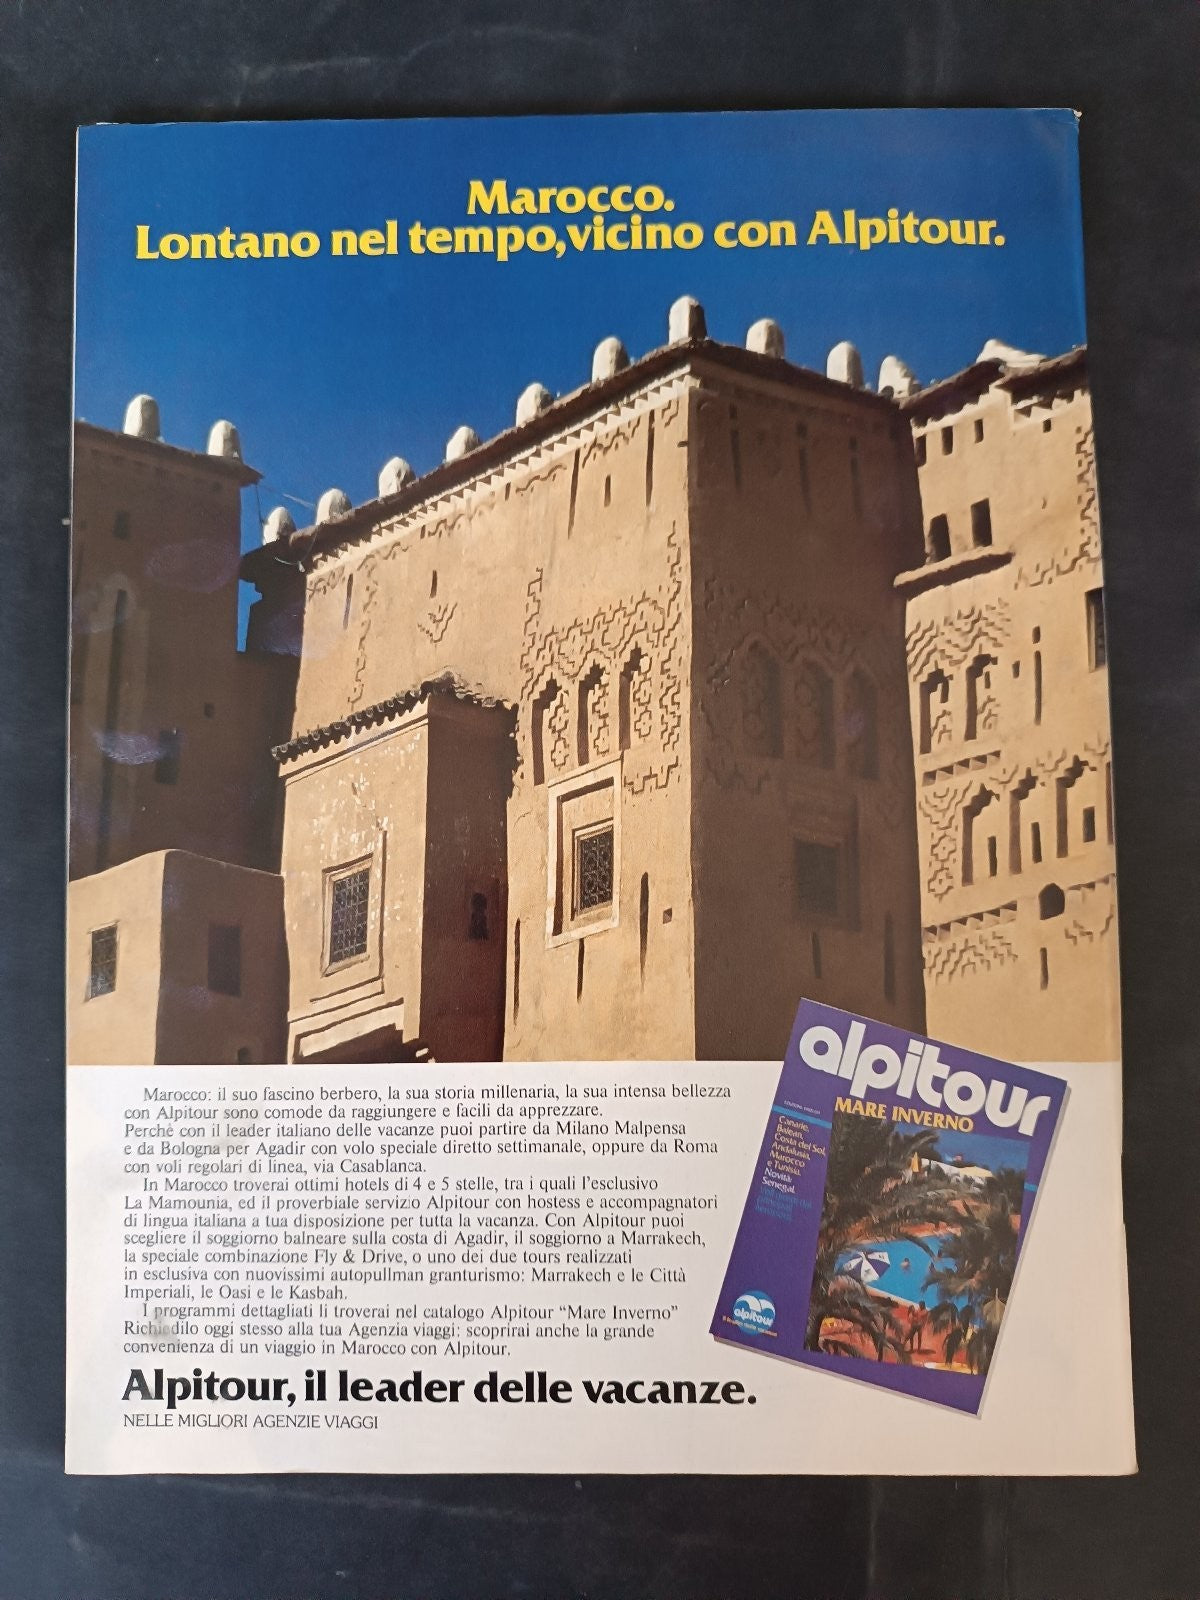 Marocco.
Lontano nel tempo, vicino con Alpitour.
Marocco: il suo fascino berbero, la sua storia millenaria, la sua intensa bellezza
con Alpitour sono comode da raggiungere e facili da apprezzare.
Perchè con il leader italiano delle vacanze puoi partire da Milano Malpensa
e da Bologna per Agadir con volo speciale diretto settimanale, oppure da Roma
con voli regolari di linea, via Casablanca.
In Marocco troverai ottimi hotels di 4 e 5 stelle, tra i quali l'esclusivo
La Mamounia, ed il proverbiale servizio Alpitour con hostess e accompagnatori
di lingua italiana a tua disposizione per tutta la vacanza. Con Alpitour puoi
scegliere il soggiorno balneare sulla costa di Agadir, il soggiorno a Marrakech,
la speciale combinazione Fly & Drive, o uno dei due tours realizzati
in esclusiva con nuovissimi autopullman granturismo: Marrakech e le Città
Imperiali, le Oasi e le Kasbah.
I programmi dettagliati li troverai nel catalogo Alpitour "Mare Inverno"
Richiedilo oggi stesso alla tua Agenzia viaggi: scoprirai anche la grande
convenienza di un viaggio in Marocco con Alpitour.
Alpitour, il leader delle vacanze.
NELLE MIGLIORI AGENZIE VIAGGI
alpitour
MARE INVERNO
Canarie,
Baleari,
Costa del Sol,
Andalusia,
Marocco
e Tunisia.
Novità:
Senegal.
alpitour